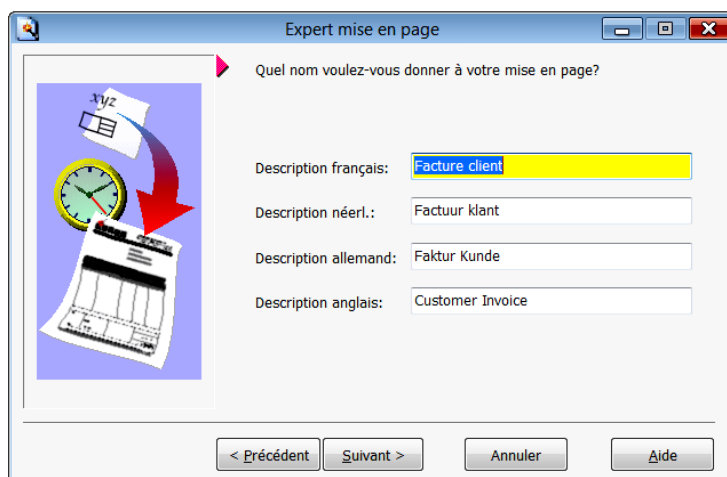 Expert mise en page
xyz
Quel nom voulez-vous donner à votre mise en page?
Description français: Facture client
Description néerl.: Factuur klant
Description allemand: Faktur Kunde
Description anglais: Customer Invoice
< Précédent Suivant > Annuler Aide